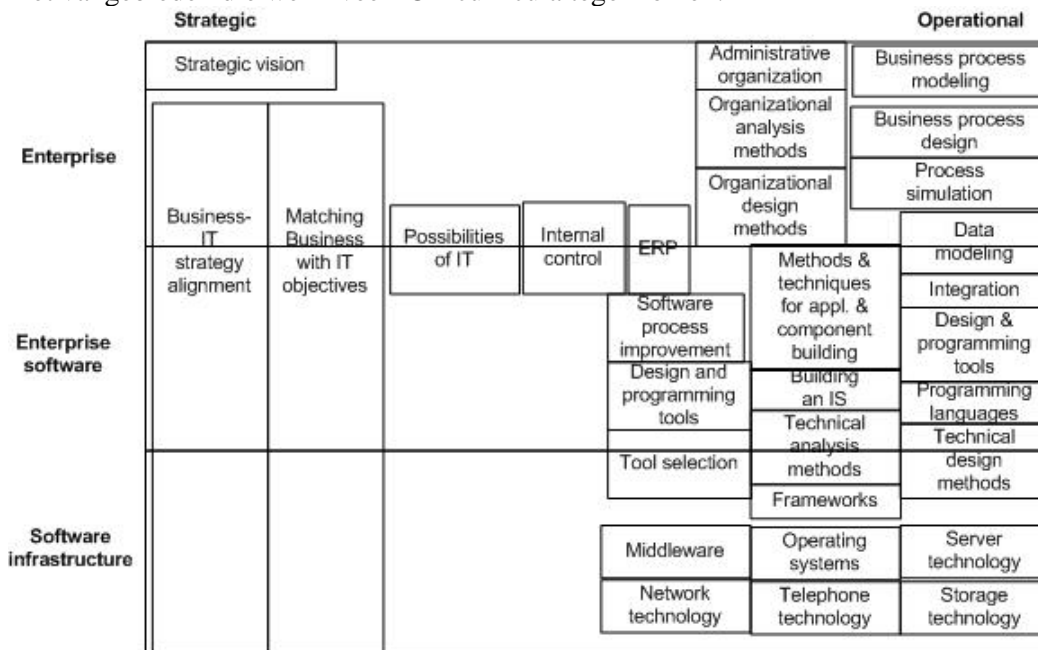 Strategic
Operational
Strategic vision
Administrative
organization
Business process
modeling
Organizational
analysis
methods
Business process
design
Enterprise
Process
simulation
Organizational
design
methods
Business-
IT
strategy
alignment
Matching
Business
with IT
objectives
Possibilities
of IT
Internal
control
ERP
Data
modeling
Methods &
techniques
for appl. &
component
building
Integration
Enterprise
software
Software
process
improvement
Design &
programming
tools
Design and
programming
tools
Building
an IS
Programming
languages
Technical
analysis
methods
Technical
design
methods
Tool selection
Frameworks
Software
infrastructure
Middleware
Operating
systems
Server
technology
Network
technology
Telephone
technology
Storage
technology